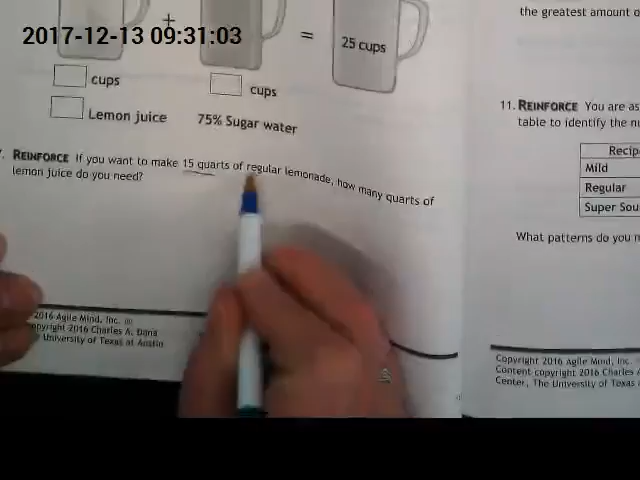 2017-12-13 09:31:03
+
=
25 cups
cups
cups
Lemon juice
75% Sugar water
REINFORCE If you want to make 15 quarts of regular lemonade, how many quarts of
lemon juice do you need?
2016 Agile Mind, Inc.
opyright 2016 Charles A. Dana
University of Texas at Austin
the greatest amount o
11. REINFORCE You are as
table to identify the nu
Recip
Mild
Regular
Super Sou
What patterns do you n
Copyright 2016 Agile Mind, Inc.
Content copyright 2016 Charles A
Center, The University of Texas